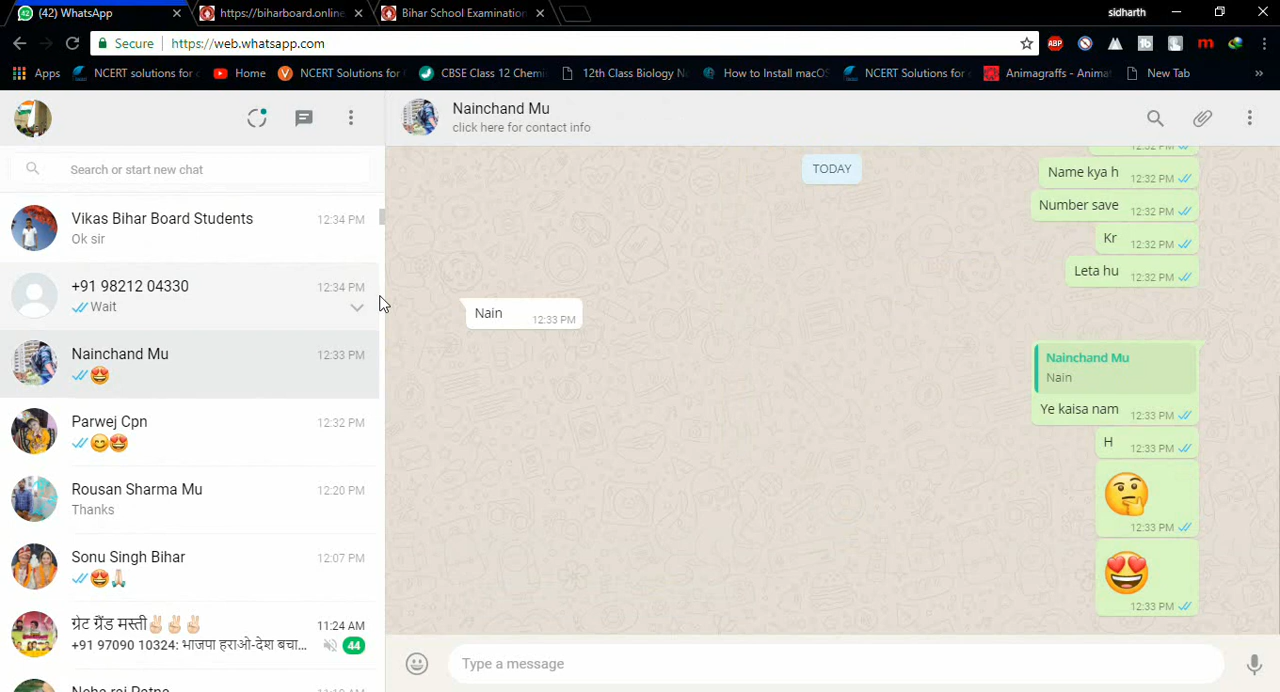 (42) WhatsApp
https://biharboard.online
Bihar School Examination
sidharth
Secure
https://web.whatsapp.com
Apps
NCERT solutions for
Home
NCERT Solutions for
CBSE Class 12 Chemi
12th Class Biology N
How to Install macOS
NCERT Solutions for
Animagraffs - Anima
New Tab
Nainchand Mu
click here for contact info
Search or start new chat
Vikas Bihar Board Students
12:34 PM
Ok sir
+91 98212 04330
12:34 PM
Wait
Nainchand Mu
12:33 PM
😍
Parwej Cpn
12:32 PM
😊😍
Rousan Sharma Mu
12:20 PM
Thanks
Sonu Singh Bihar
12:07 PM
😍🙏🏻
ग्रेट ग्रैंड मस्ती✌🏻✌🏻✌🏻
11:24 AM
+91 97090 10324: भाजपा हराओ-देश बचा...
44
TODAY
12:32 PM
Name kya h
12:32 PM
Number save
12:32 PM
Kr
12:32 PM
Leta hu
12:32 PM
Nain
12:33 PM
Nainchand Mu
Nain
Ye kaisa nam
12:33 PM
H
12:33 PM
🤔
12:33 PM
😍
12:33 PM
Type a message